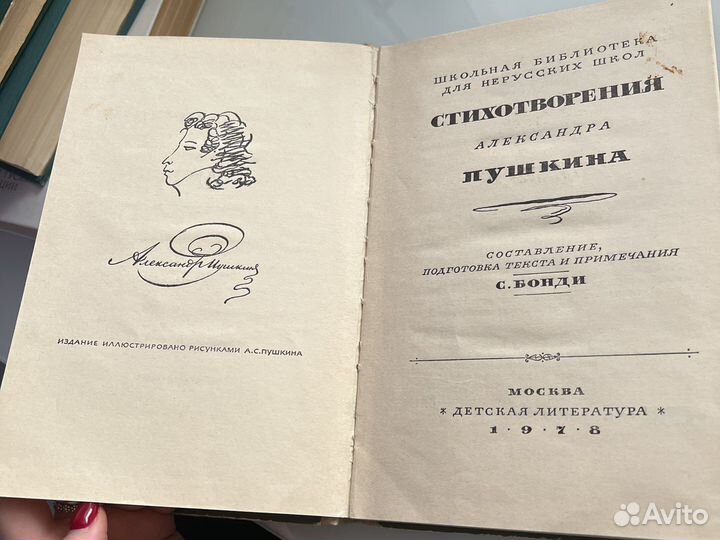 Александр Пушкин
ИЗДАНИЕ ИЛЛЮСТРИРОВАНО РИСУНКАМИ А.С.ПУШКИНА
ШКОЛЬНАЯ БИБЛИОТЕКА
ДЛЯ НЕРУССКИХ ШКОЛ
СТИХОТВОРЕНИЯ
АЛЕКСАНДРА
ПУШКИНА
СОСТАВЛЕНИЕ,
ПОДГОТОВКА ТЕКСТА И ПРИМЕЧАНИЯ
С. БОНДИ
МОСКВА
* ДЕТСКАЯ ЛИТЕРАТУРА *
1 · 9 · 7 · 8
Avito